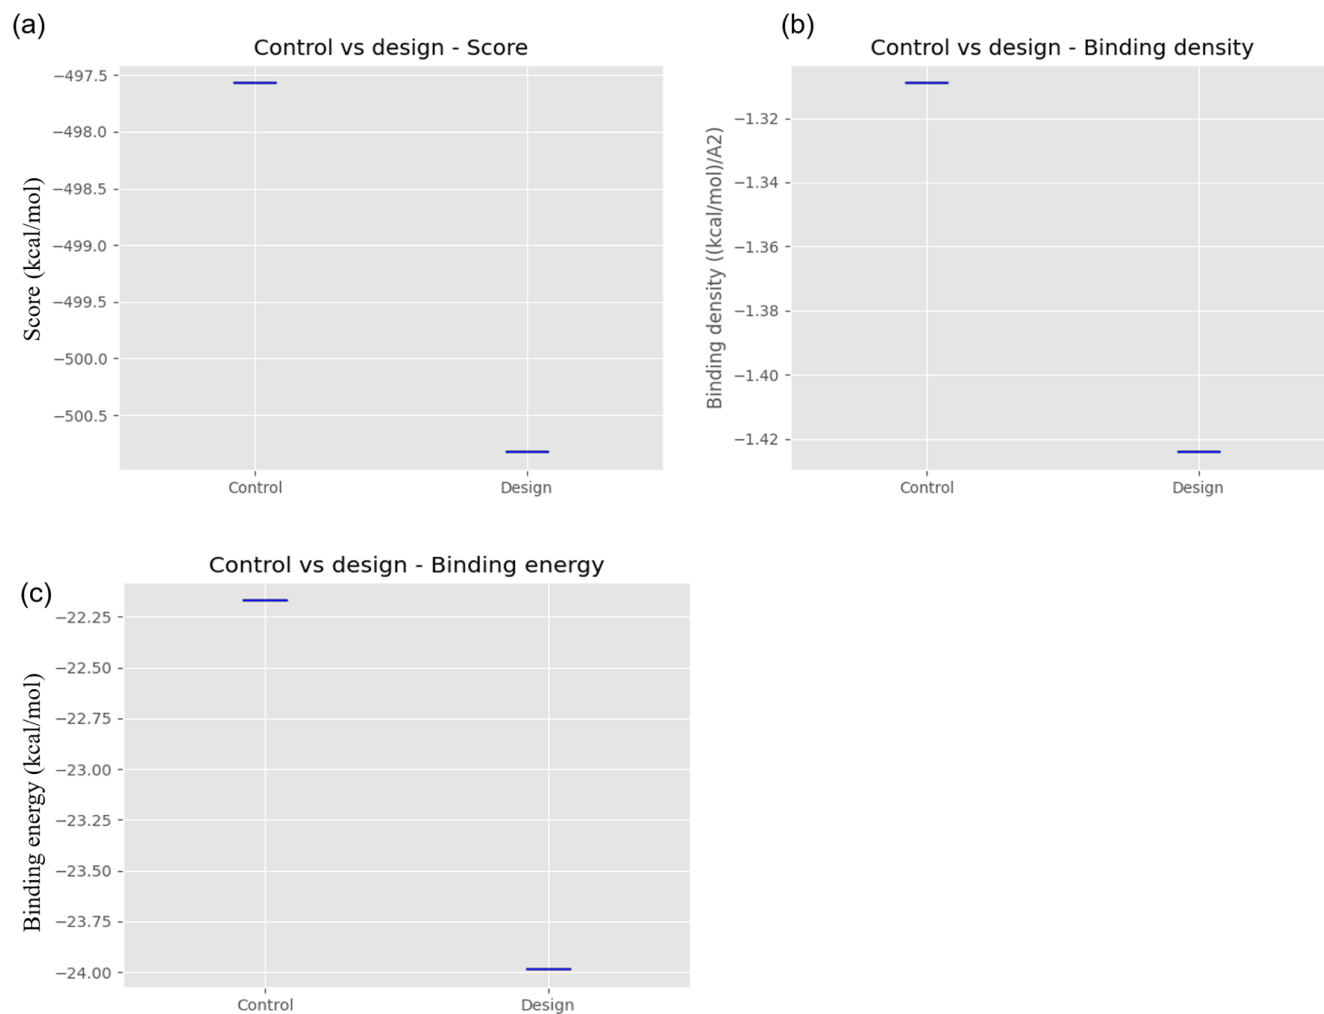 (a)
Control vs design - Score
Score (kcal/mol)
−497.5
−498.0
−498.5
−499.0
−499.5
−500.0
−500.5
Control Design
(b)
Control vs design - Binding density
Binding density ((kcal/mol)/A2)
−1.32
−1.34
−1.36
−1.38
−1.40
−1.42
Control Design
(c)
Control vs design - Binding energy
Binding energy (kcal/mol)
−22.25
−22.50
−22.75
−23.00
−23.25
−23.50
−23.75
−24.00
Control Design